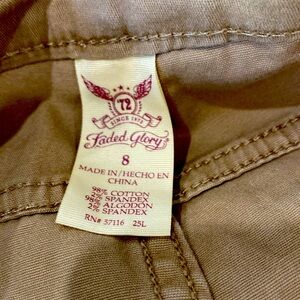 72
SINCE 1972
Faded Glory
8
MADE IN/HECHO EN
CHINA
98% COTTON
2% SPANDEX
98% ALGODON
2% SPANDEX
RN# 57116 25L